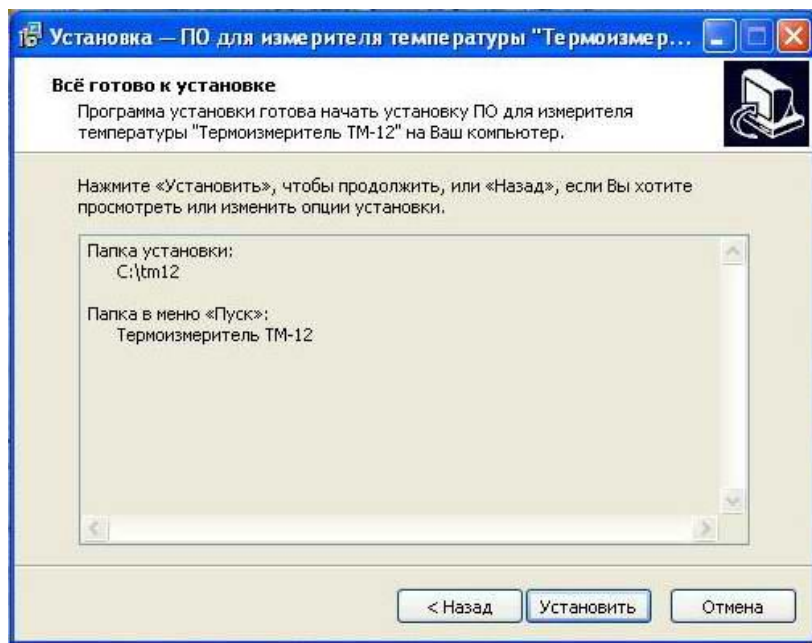 Установка — ПО для измерителя температуры "Термоизмер...
Всё готово к установке
Программа установки готова начать установку ПО для измерителя
температуры "Термоизмеритель ТМ-12" на Ваш компьютер.
Нажмите «Установить», чтобы продолжить, или «Назад», если Вы хотите
просмотреть или изменить опции установки.
Папка установки:
C:\tm12
Папка в меню «Пуск»:
Термоизмеритель ТМ-12
< Назад
Установить
Отмена